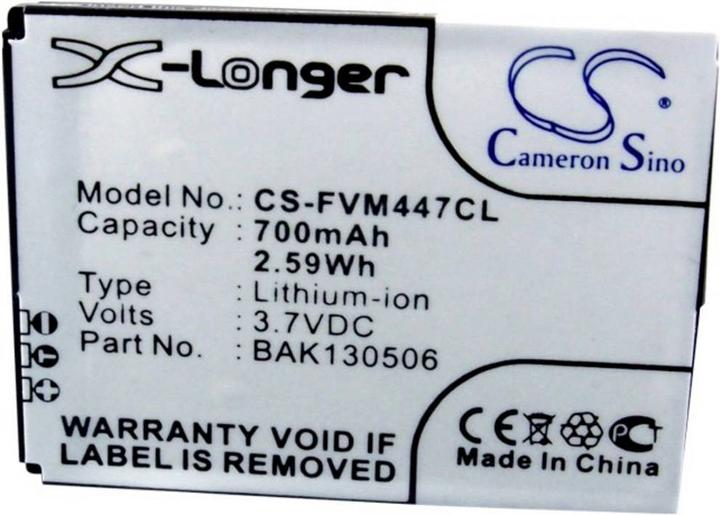 X-Longer
CS ®
Cameron Sino
Model No.: CS-FVM447CL
Capacity : 700mAh
2.59Wh
Type : Lithium-ion
Volts : 3.7VDC
Part No. : BAK130506
WARRANTY VOID IF
LABEL IS REMOVED
CE PCT
Made In China